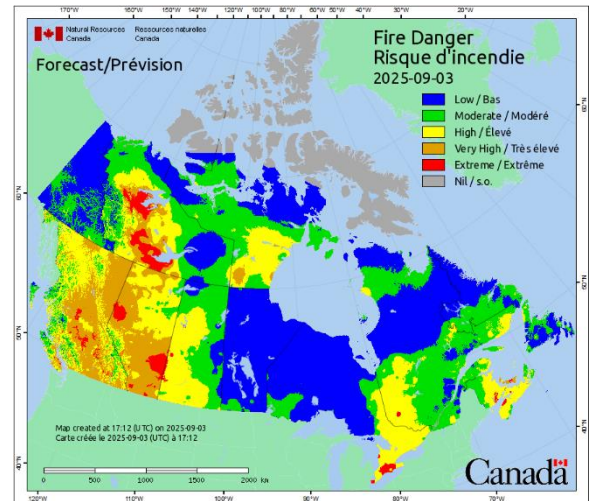 170°W 160°W 150°W 140°W 130°W 120°W 110°W 100°W 90°W 80°W 70°W 60°W 50°W 40°W 30°W 20°W 10°W
Natural Resources Canada
Ressources naturelles Canada
Forecast/Prévision
Fire Danger
Risque d'incendie
2025-09-03
Low / Bas
Moderate / Modéré
High / Élevé
Very High / Très élevé
Extreme / Extrême
Nil / s.o.
60°N
60°N
50°N
50°N
40°N
40°N
Map created at 17:12 (UTC) on 2025-09-03
Carte créée le 2025-09-03 (UTC) à 17:12
0 500 1000 1500 2000 km
Canada
120°W 110°W 100°W 90°W 80°W 70°W